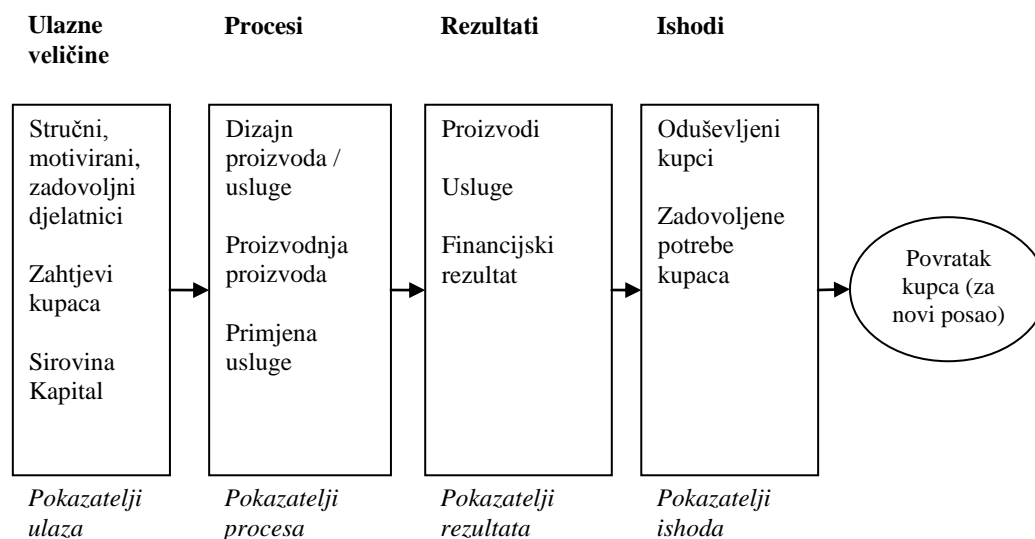 Ulazne
veličine
Procesi
Rezultati
Ishodi
Stručni,
motivirani,
zadovoljni
djelatnici
Zahtjevi
kupaca
Sirovina
Kapital
Dizajn
proizvoda /
usluge
Proizvodnja
proizvoda
Primjena
usluge
Proizvodi
Usluge
Financijski
rezultat
Oduševljeni
kupci
Zadovoljene
potrebe
kupaca
Povratak
kupca (za
novi posao)
Pokazatelji
ulaza
Pokazatelji
procesa
Pokazatelji
rezultata
Pokazatelji
ishoda